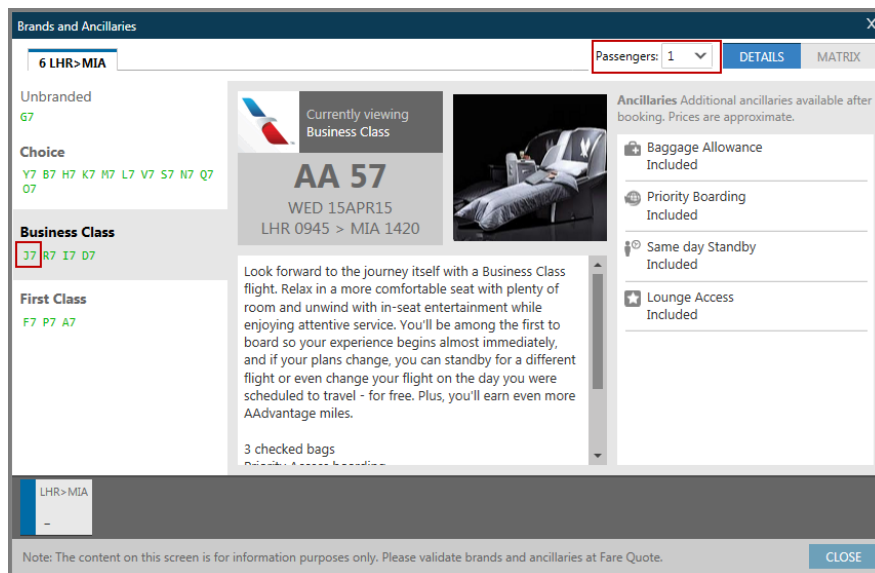 Brands and Ancillaries
X
6 LHR>MIA
Passengers: 1
DETAILS
MATRIX
Unbranded
G7
Choice
Y7 B7 H7 K7 M7 L7 V7 S7 N7 Q7
O7
Business Class
J7 R7 I7 D7
First Class
F7 P7 A7
Currently viewing
Business Class
AA 57
WED 15APR15
LHR 0945 > MIA 1420
Look forward to the journey itself with a Business Class
flight. Relax in a more comfortable seat with plenty of
room and unwind with in-seat entertainment while
enjoying attentive service. You'll be among the first to
board so your experience begins almost immediately,
and if your plans change, you can standby for a different
flight or even change your flight on the day you were
scheduled to travel - for free. Plus, you'll earn even more
AAdvantage miles.
3 checked bags
Priority Access boarding
Ancillaries Additional ancillaries available after
booking. Prices are approximate.
Baggage Allowance
Included
Priority Boarding
Included
Same day Standby
Included
Lounge Access
Included
LHR>MIA
-
Note: The content on this screen is for information purposes only. Please validate brands and ancillaries at Fare Quote.
CLOSE